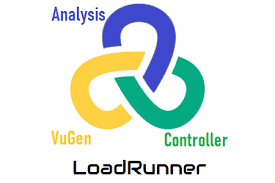 Analysis
VuGen
Controller
LoadRunner